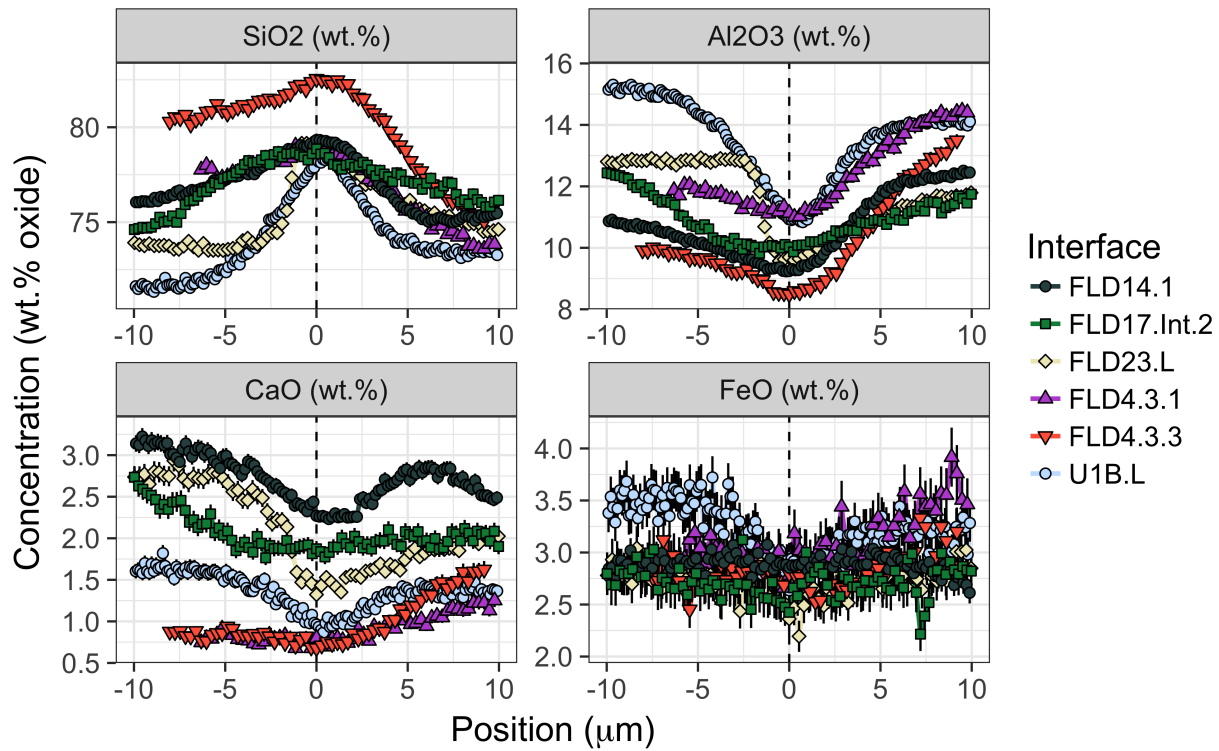 SiO2 (wt.%)
Al2O3 (wt.%)
80
75
16
14
12
10
8
-10 -5 0 5 10
-10 -5 0 5 10
CaO (wt.%)
FeO (wt.%)
3.0
2.5
2.0
1.5
1.0
0.5
4.0
3.5
3.0
2.5
2.0
-10 -5 0 5 10
-10 -5 0 5 10
Concentration (wt.% oxide)
Position (μm)
Interface
FLD14.1
FLD17.Int.2
FLD23.L
FLD4.3.1
FLD4.3.3
U1B.L